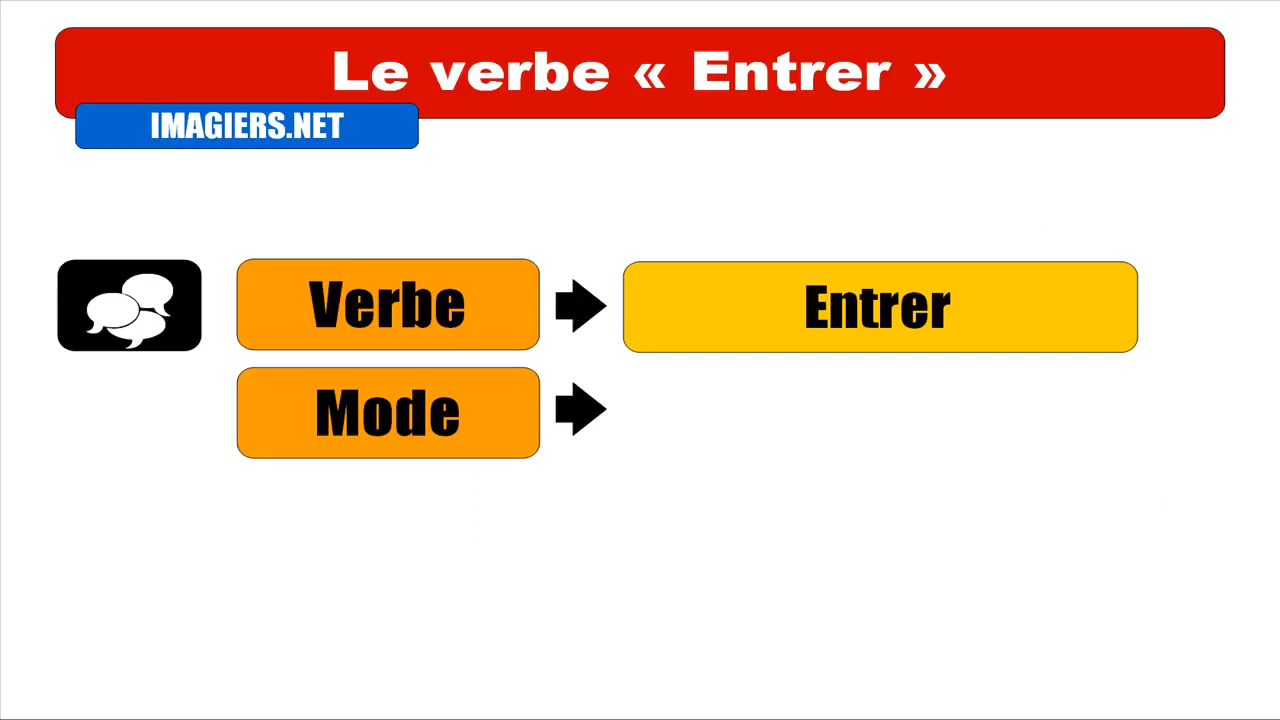 Le verbe « Entrer »
IMAGIERS.NET
Verbe
Entrer
Mode